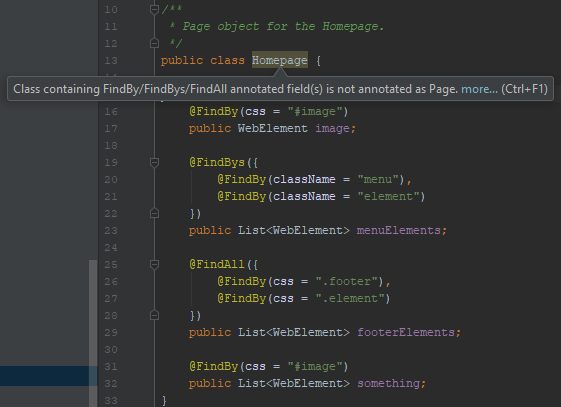 10 /**
11  * Page object for the Homepage.
12  */
13 public class Homepage {
Class containing FindBy/FindBys/FindAll annotated field(s) is not annotated as Page. more... (Ctrl+F1)
16     @FindBy(css = "#image")
17     public WebElement image;
18
19     @FindBys({
20         @FindBy(className = "menu"),
21         @FindBy(className = "element")
22     })
23     public List<WebElement> menuElements;
24
25     @FindAll({
26         @FindBy(css = ".footer"),
27         @FindBy(css = ".element")
28     })
29     public List<WebElement> footerElements;
30
31     @FindBy(css = "#image")
32     public List<WebElement> something;
33 }